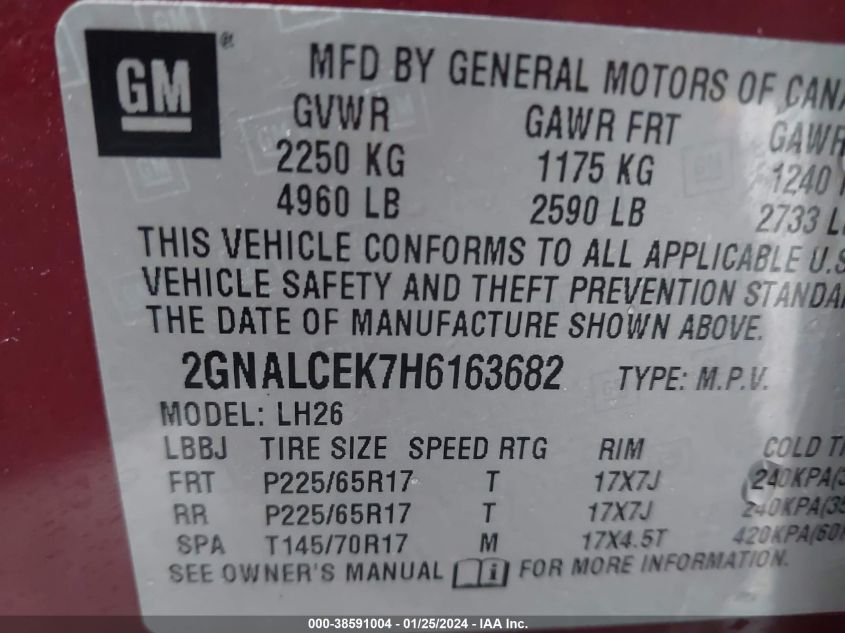 GM ®
MFD BY GENERAL MOTORS OF
GVWR GAWR FRT GAWR
2250 KG 1175 KG 1240
4960 LB 2590 LB 2733
THIS VEHICLE CONFORMS TO ALL APPLICABLE U.S
VEHICLE SAFETY AND THEFT PREVENTION
THE DATE OF MANUFACTURE SHOWN ABOVE.
2GNALCEK7H6163682 TYPE: M.P.V.
MODEL: LH26
LBBJ TIRE SIZE SPEED RTG RIM COLD
FRT P225/65R17 T 17X7J 240KPA(3
RR P225/65R17 T 17X7J 240KPA(35
SPA T145/70R17 M 17X4.5T 420KPA(60
SEE OWNER'S MANUAL i FOR MORE INFORMATION.
000-38591004 - 01/25/2024 - IAA Inc.